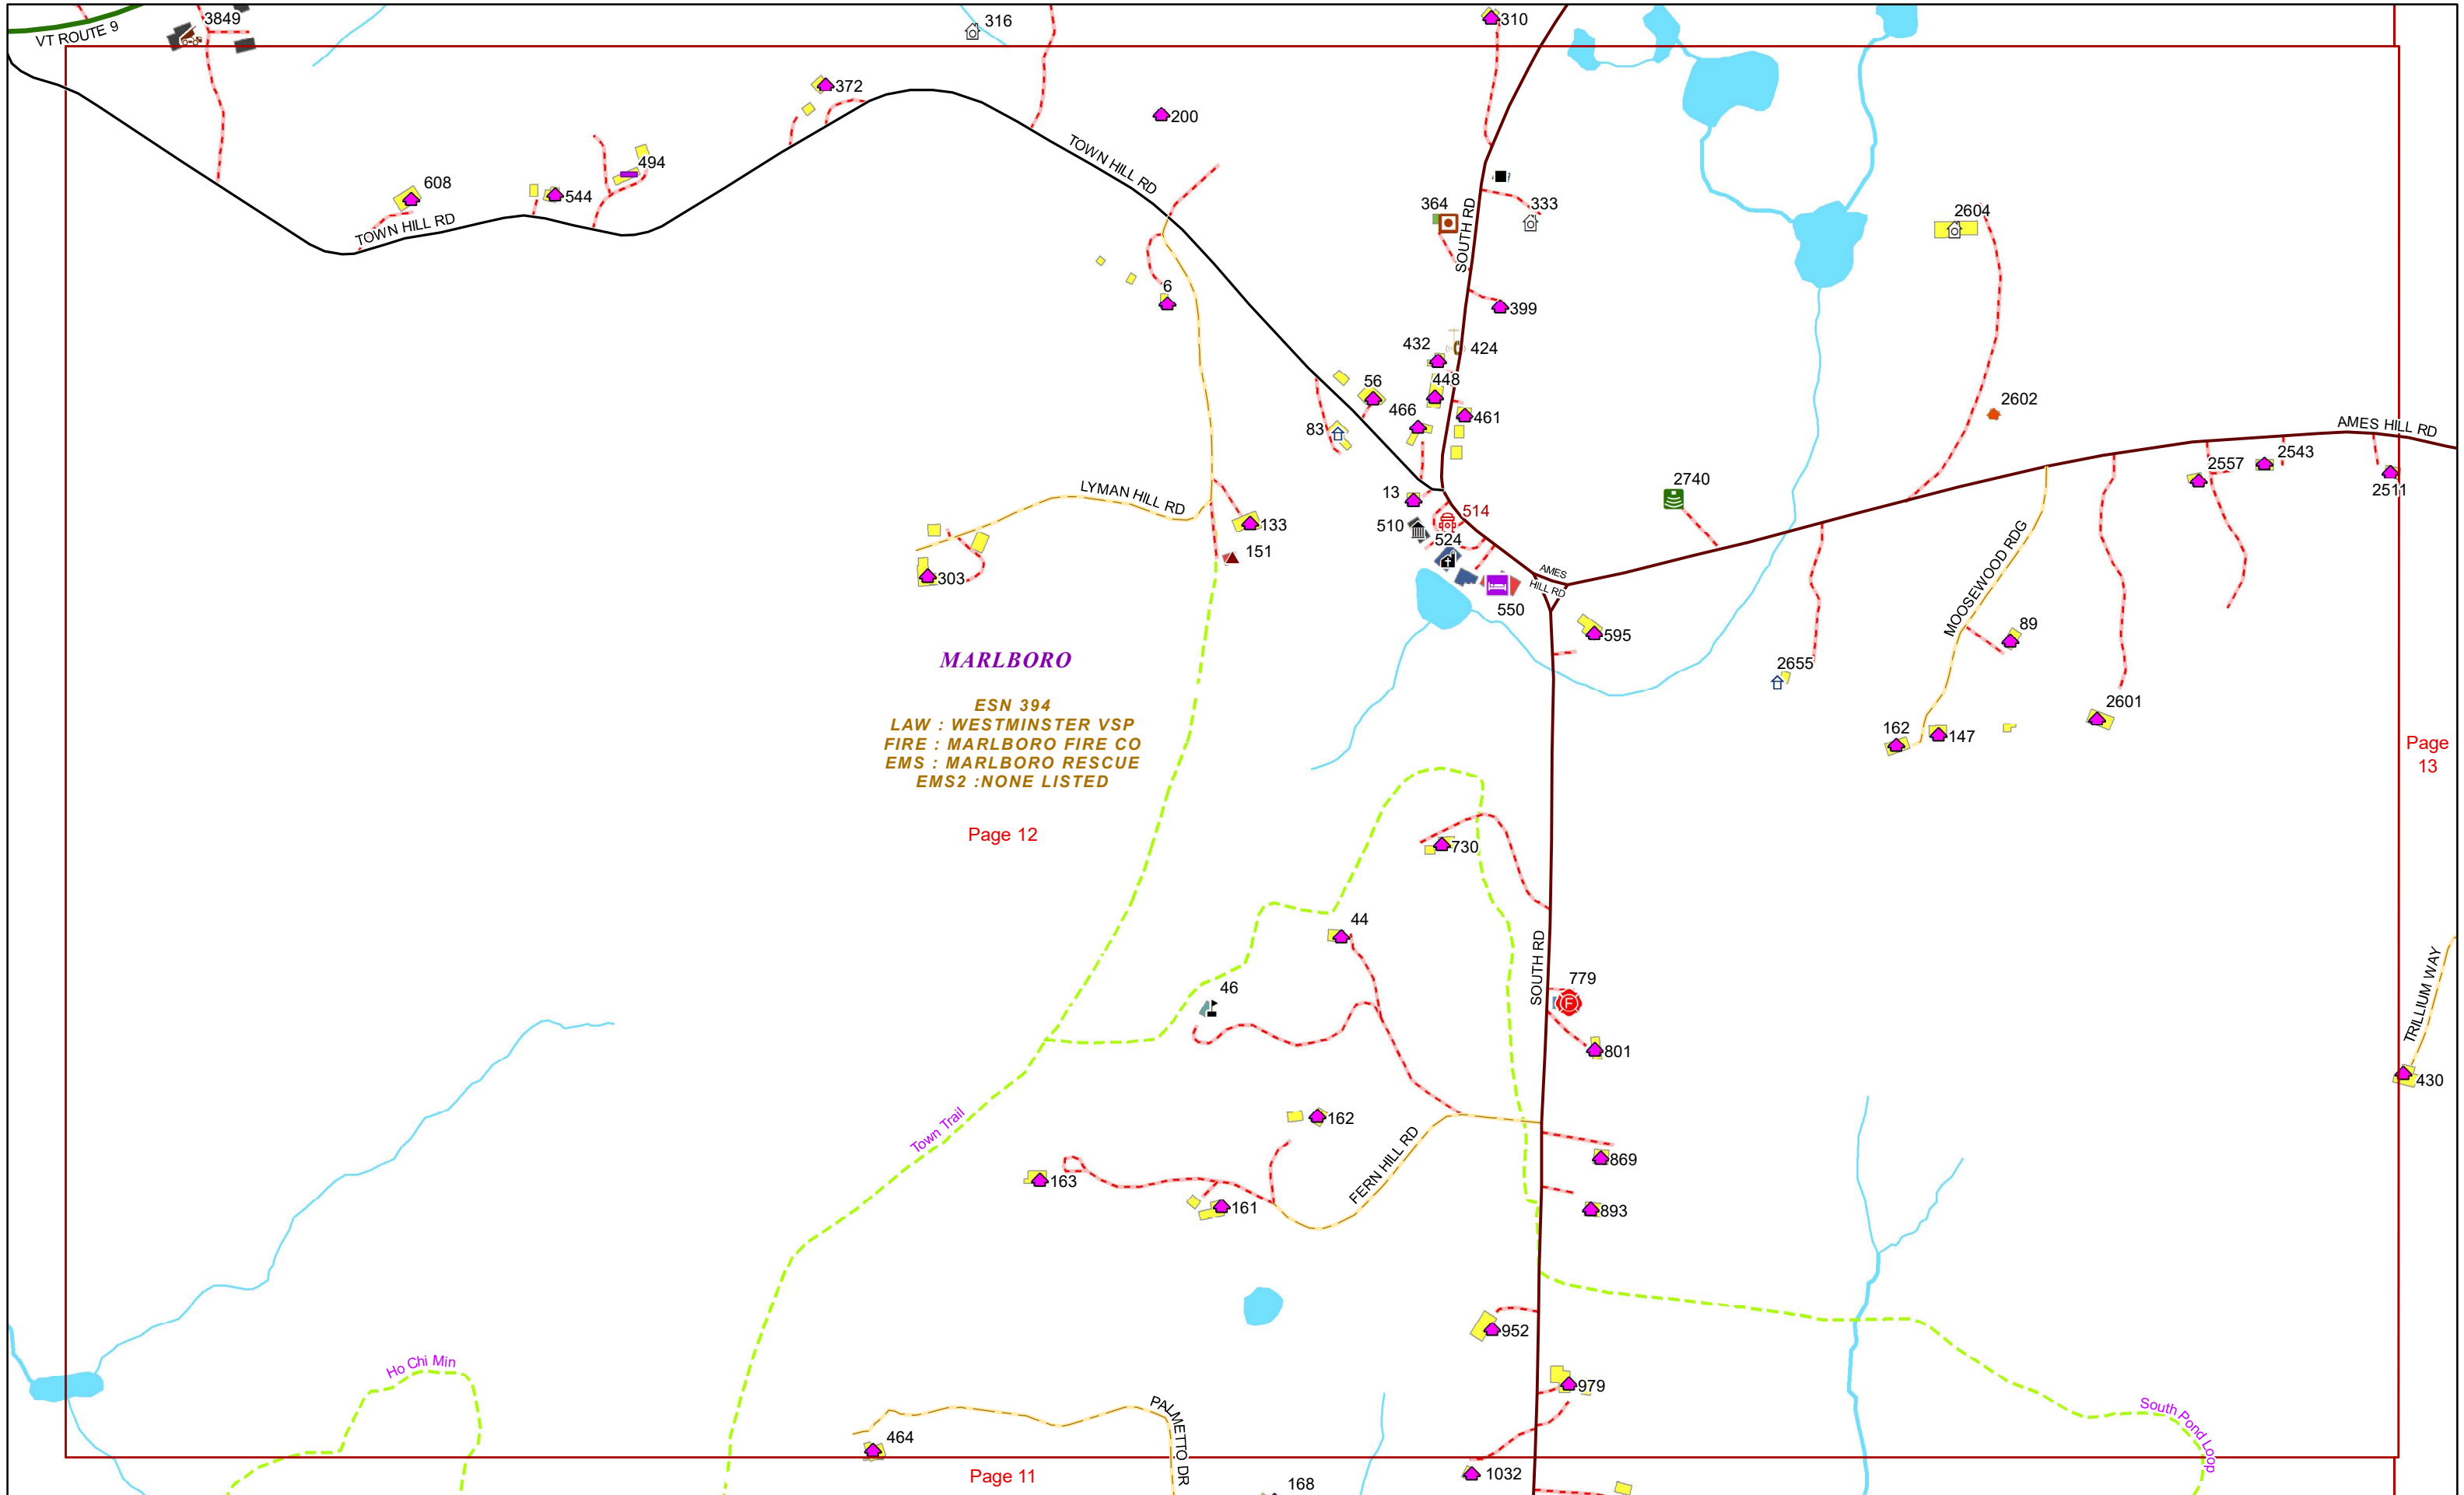 3849
316
310
VT ROUTE 9
372
200
TOWN HILL RD
494
608
544
TOWN HILL RD
364
333
SOUTH RD
2604
6
399
432
424
448
56
466
461
83
2602
AMES HILL RD
2543
2557
2511
2740
LYMAN HILL RD
13
514
510
524
133
151
303
AMES
HILL RD
550
595
MOOSEWOOD RDG
89
MARLBORO
2655
ESN 394
LAW : WESTMINSTER VSP
FIRE : MARLBORO FIRE CO
EMS : MARLBORO RESCUE
EMS2 :NONE LISTED
2601
162
147
Page
13
Page 12
730
44
SOUTH RD
779
46
801
TRILLIUM WAY
430
Town Trail
162
FERN HILL RD
869
163
161
893
952
Ho Chi Min
979
PALMETTO DR
South Pond Loop
464
Page 11
1032
168